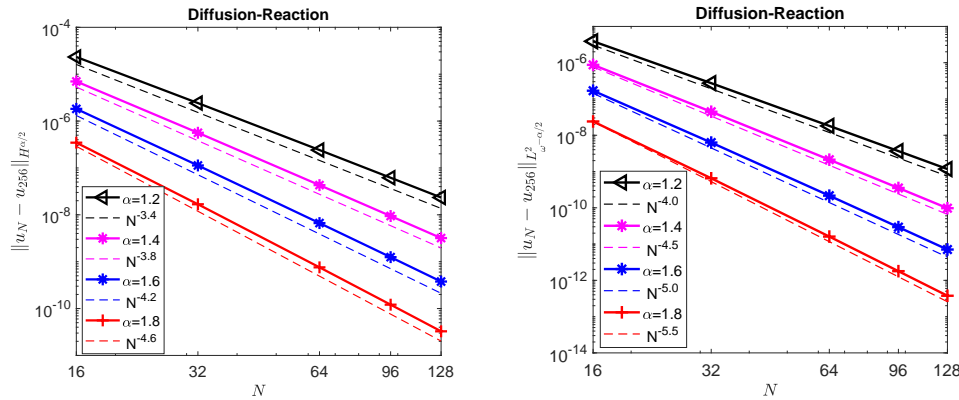 Diffusion-Reaction
10^-4
10^-6
10^-8
10^-10
‖u_N − u_256‖_{H^{α/2}}
α=1.2
N^-3.4
α=1.4
N^-3.8
α=1.6
N^-4.2
α=1.8
N^-4.6
16 32 64 96 128
N
Diffusion-Reaction
10^-6
10^-8
10^-10
10^-12
10^-14
‖u_N − u_256‖_{L^2_{ω^{-α/2}}}
α=1.2
N^-4.0
α=1.4
N^-4.5
α=1.6
N^-5.0
α=1.8
N^-5.5
16 32 64 96 128
N